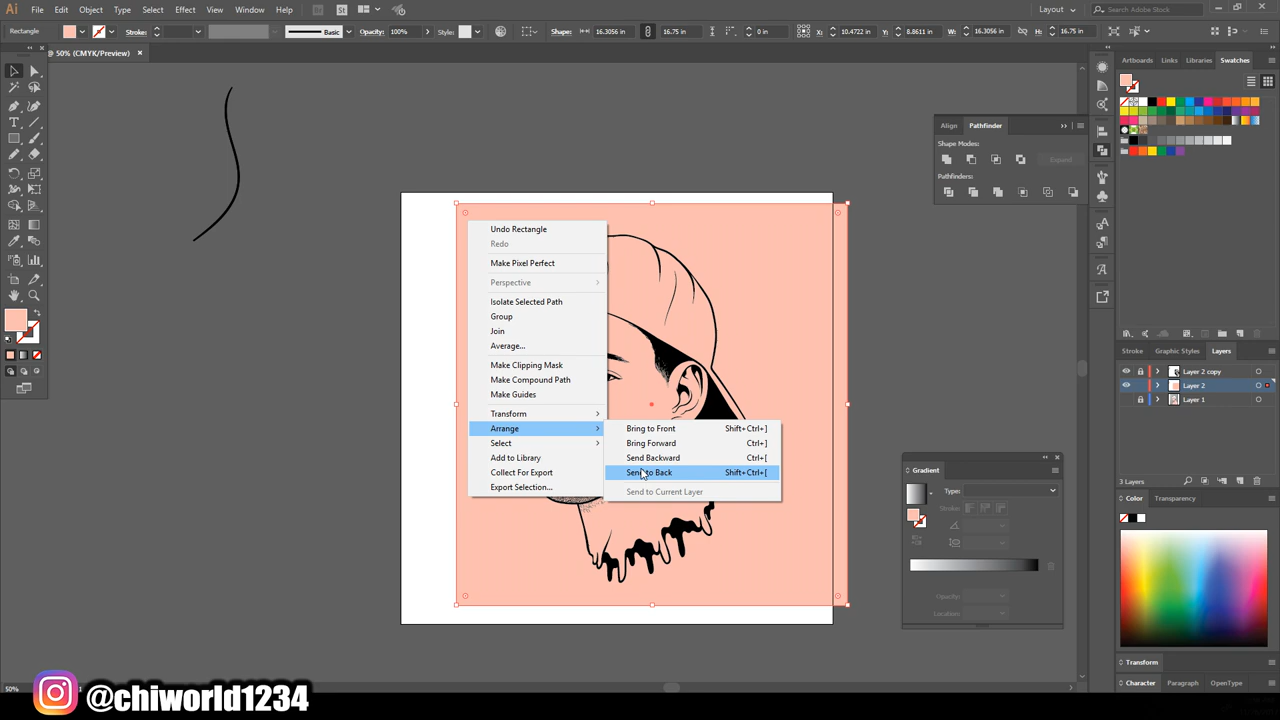 Ai File Edit Object Type Select Effect View Window Help Br St Layout Search Adobe Stock
Rectangle Stroke: Basic Opacity: 100% Style: Shape: 16.3056 in 16.75 in 0 in X: 10.4722 in Y: 8.8611 in W: 16.3056 in H: 16.75 in
@ 50% (CMYK/Preview) ×
Artboards Links Libraries Swatches
Align Pathfinder
Shape Modes:
Expand
Pathfinders:
Undo Rectangle
Redo
Make Pixel Perfect
Perspective
Isolate Selected Path
Group
Join
Average...
Make Clipping Mask
Make Compound Path
Make Guides
Transform
Arrange
Select
Add to Library
Collect For Export
Export Selection...
Bring to Front Shift+Ctrl+]
Bring Forward Ctrl+]
Send Backward Ctrl+[
Send to Back Shift+Ctrl+[
Send to Current Layer
Stroke Graphic Styles Layers
Layer 2 copy
Layer 2
Layer 1
3 Layers
Gradient
Type:
Stroke:
Opacity:
Location:
Color Transparency
Transform
Character Paragraph OpenType
50%
@chiworld1234